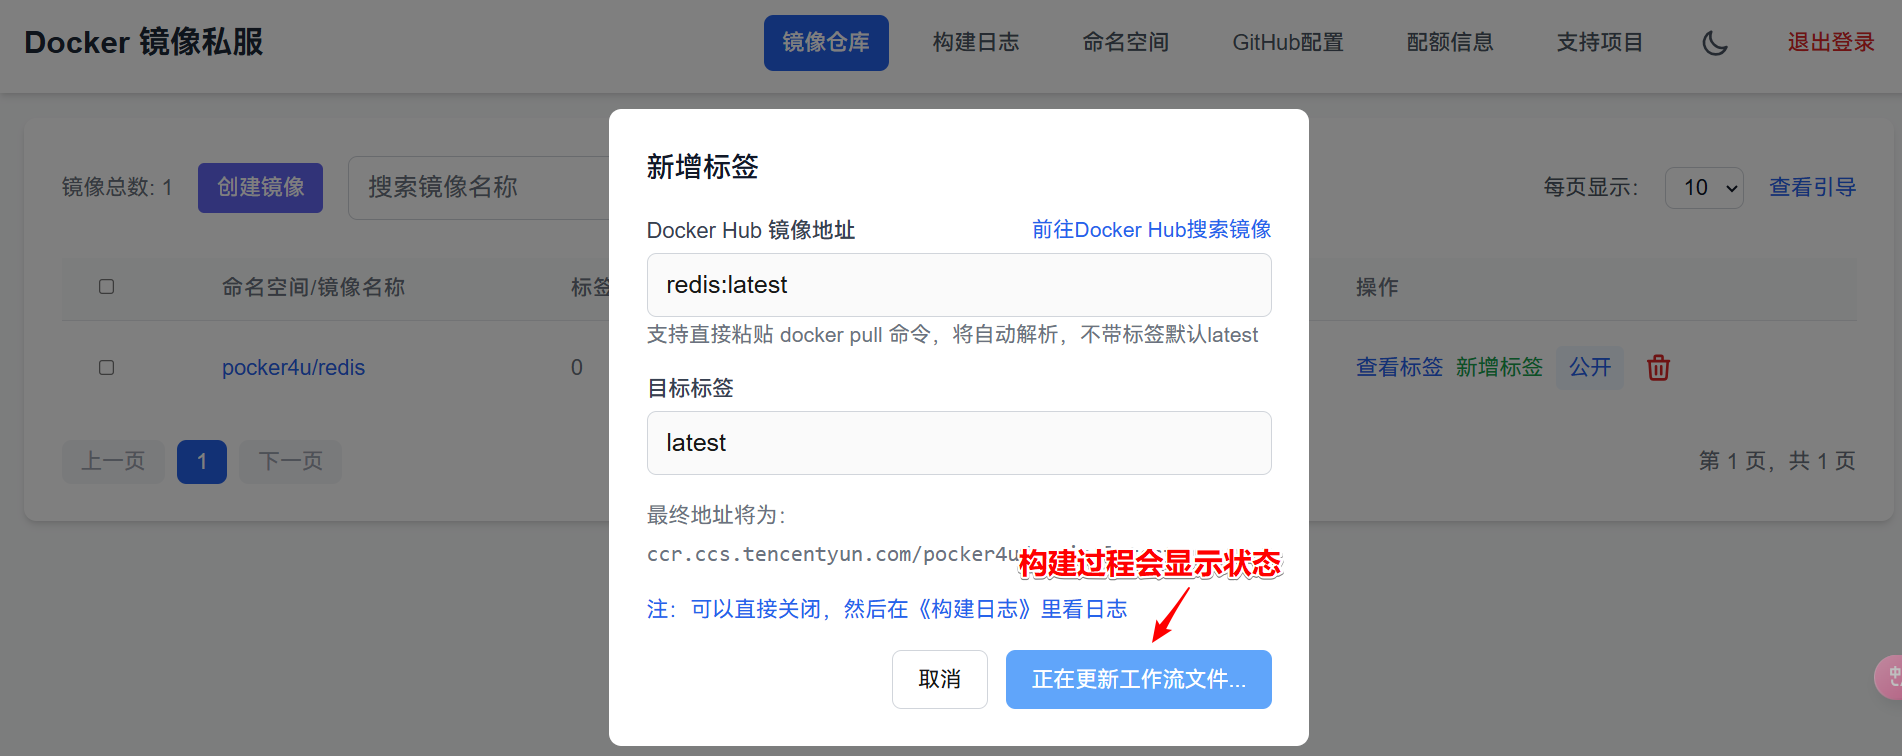 Docker 镜像私服
镜像仓库
构建日志
命名空间
GitHub配置
配额信息
支持项目
退出登录
镜像总数: 1
创建镜像
搜索镜像名称
每页显示:
10
查看引导
命名空间/镜像名称
标签
操作
pocker4u/redis
0
查看标签
新增标签
公开
上一页
1
下一页
第 1 页，共 1 页
新增标签
Docker Hub 镜像地址
前往Docker Hub搜索镜像
redis:latest
支持直接粘贴 docker pull 命令，将自动解析，不带标签默认latest
目标标签
latest
最终地址将为:
ccr.ccs.tencentyun.com/pocker4u
构建过程会显示状态
注：可以直接关闭，然后在《构建日志》里看日志
取消
正在更新工作流文件...